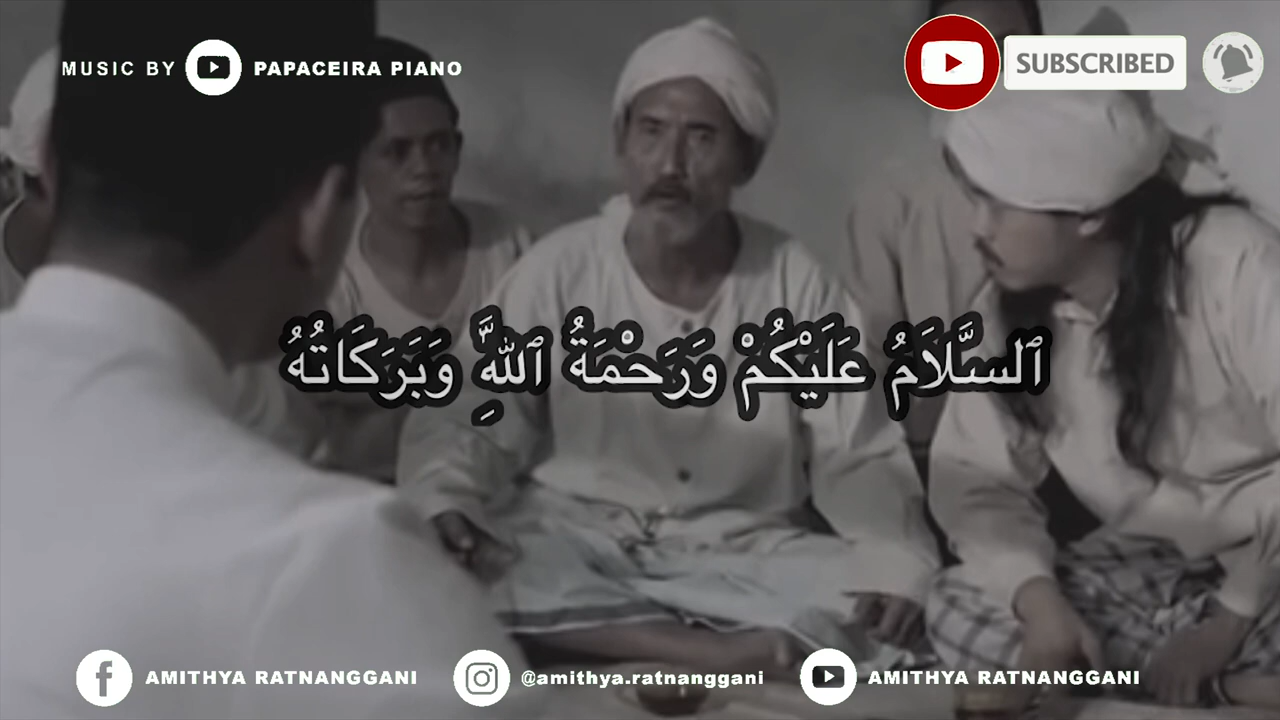 MUSIC BY PAPACEIRA PIANO
SUBSCRIBED
ٱلسَّلَامُ عَلَيْكُمْ وَرَحْمَةُ ٱللَّهِ وَبَرَكَاتُهُ
AMITHYA RATNANGGANI @amithya.ratnanggani AMITHYA RATNANGGANI